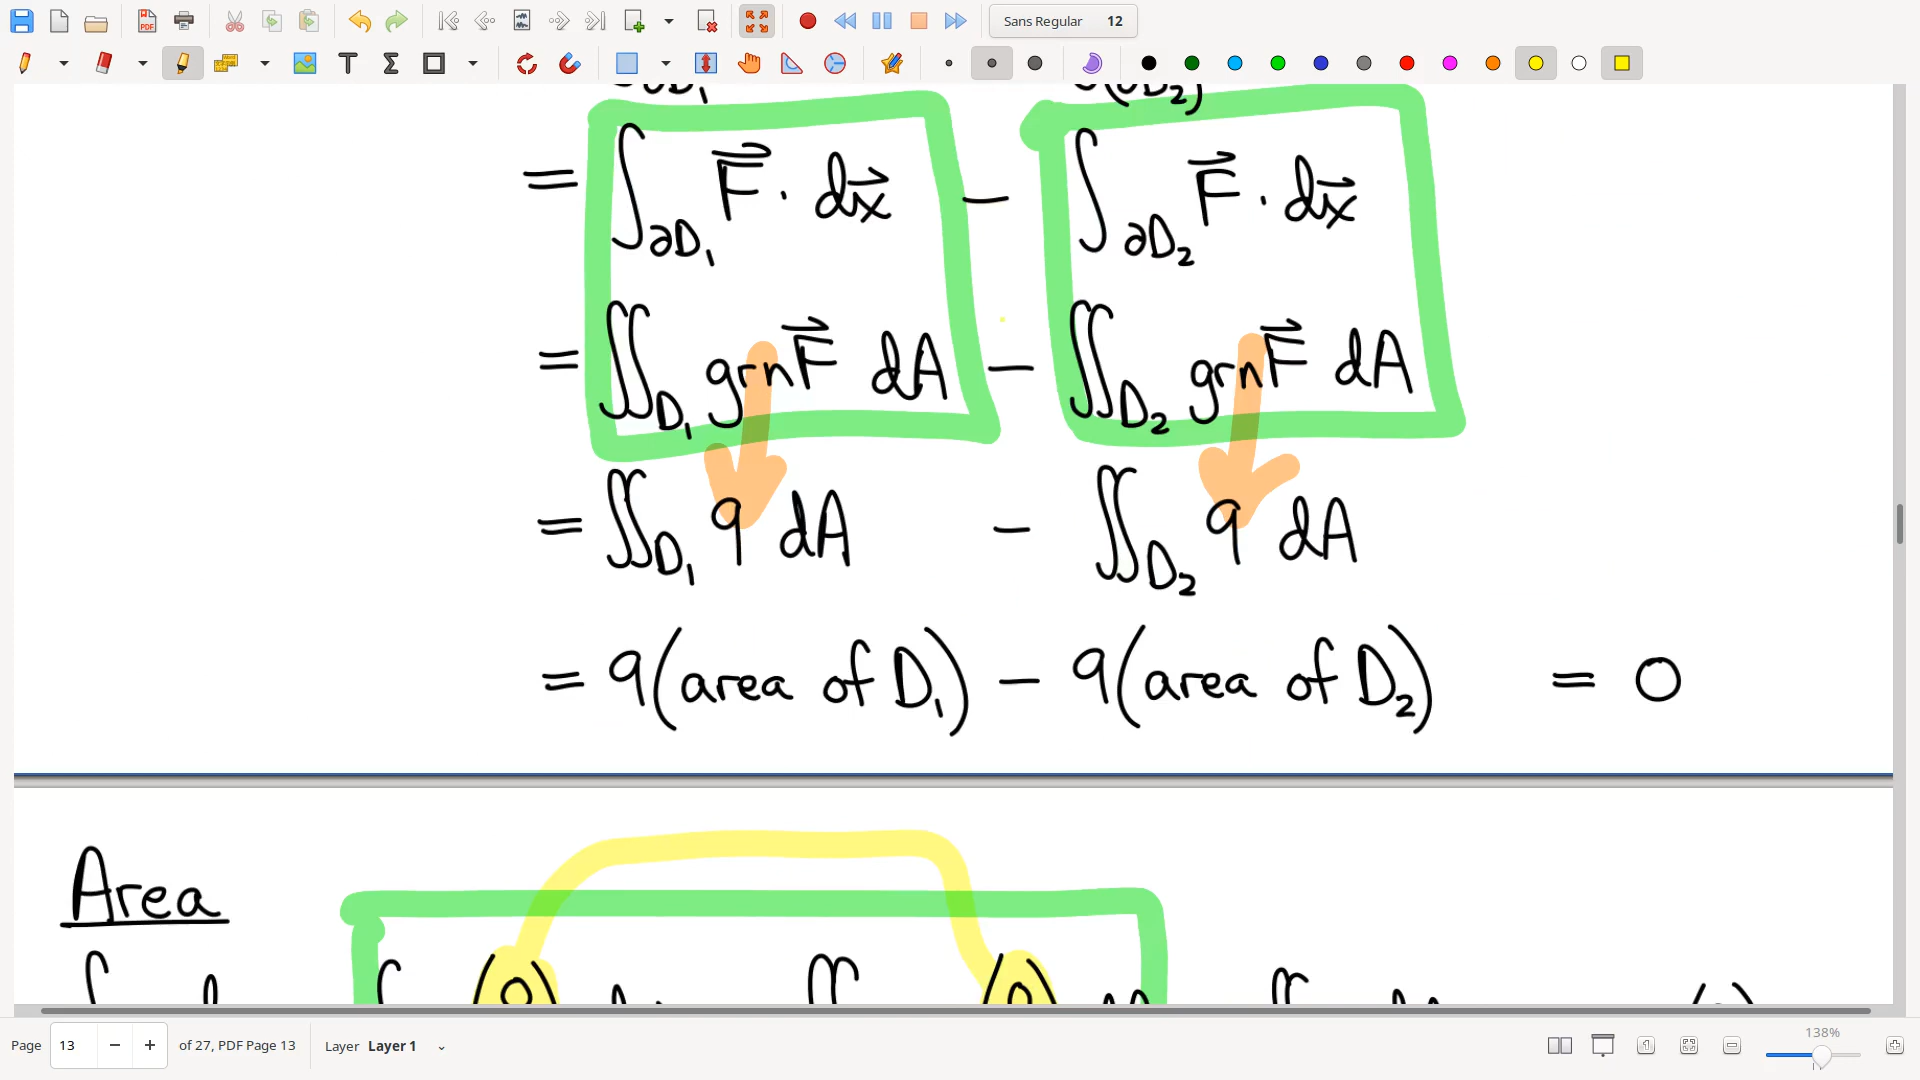 Sans Regular 12
= ∫∂D₁ F⃗ · dx⃗ − ∫∂D₂ F⃗ · dx⃗
= ∬D₁ grn F⃗ dA − ∬D₂ grn F⃗ dA
= ∬D₁ 9 dA − ∬D₂ 9 dA
= 9(area of D₁) − 9(area of D₂) = 0
Area
Page 13 of 27, PDF Page 13 Layer Layer 1 138%